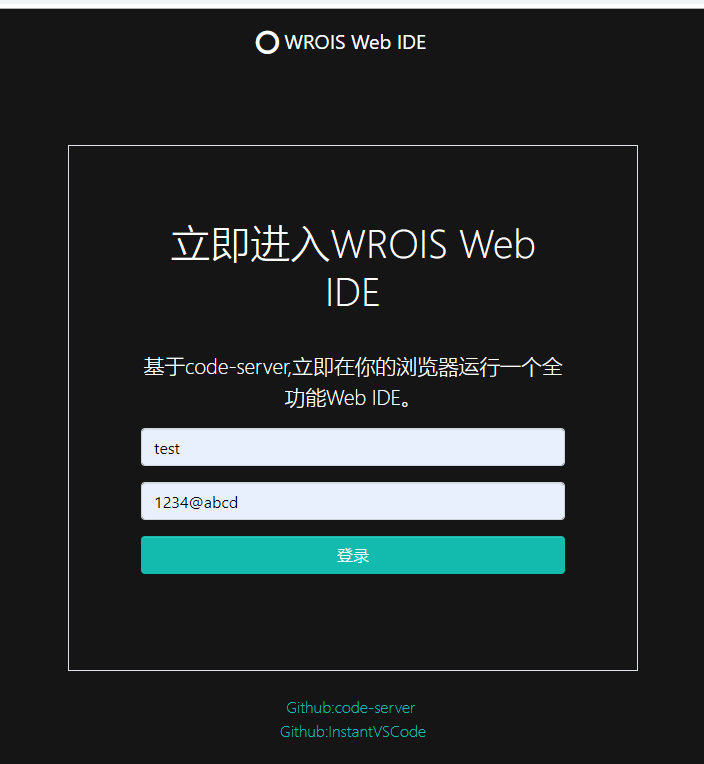 WROIS Web IDE
立即进入WROIS Web
IDE
基于code-server,立即在你的浏览器运行一个全
功能Web IDE。
test
1234@abcd
登录
Github:code-server
Github:InstantVSCode